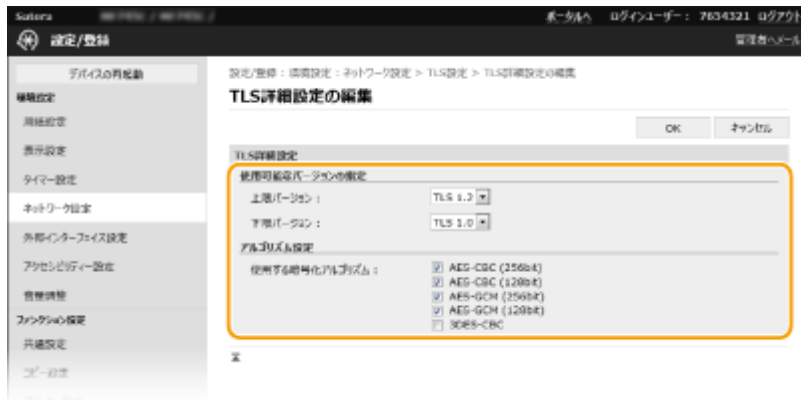 Satera
ポータルへ ログインユーザー： 7654321 ログアウト
設定/登録
管理者へメール
デバイスの再起動
設定/登録 : 環境設定 : ネットワーク設定 > TLS設定 > TLS詳細設定の編集
TLS詳細設定の編集
環境設定
用紙設定
OK キャンセル
表示設定
TLS詳細設定
タイマー設定
使用可能なバージョンの指定
上限バージョン : TLS 1.2
ネットワーク設定
下限バージョン : TLS 1.0
外部インターフェイス設定
アルゴリズム設定
アクセシビリティー設定
使用する暗号化アルゴリズム : AES-CBC (256bit)
AES-CBC (128bit)
AES-GCM (256bit)
音量調整
AES-GCM (128bit)
3DES-CBC
ファンクション設定
共通設定
コピー設定